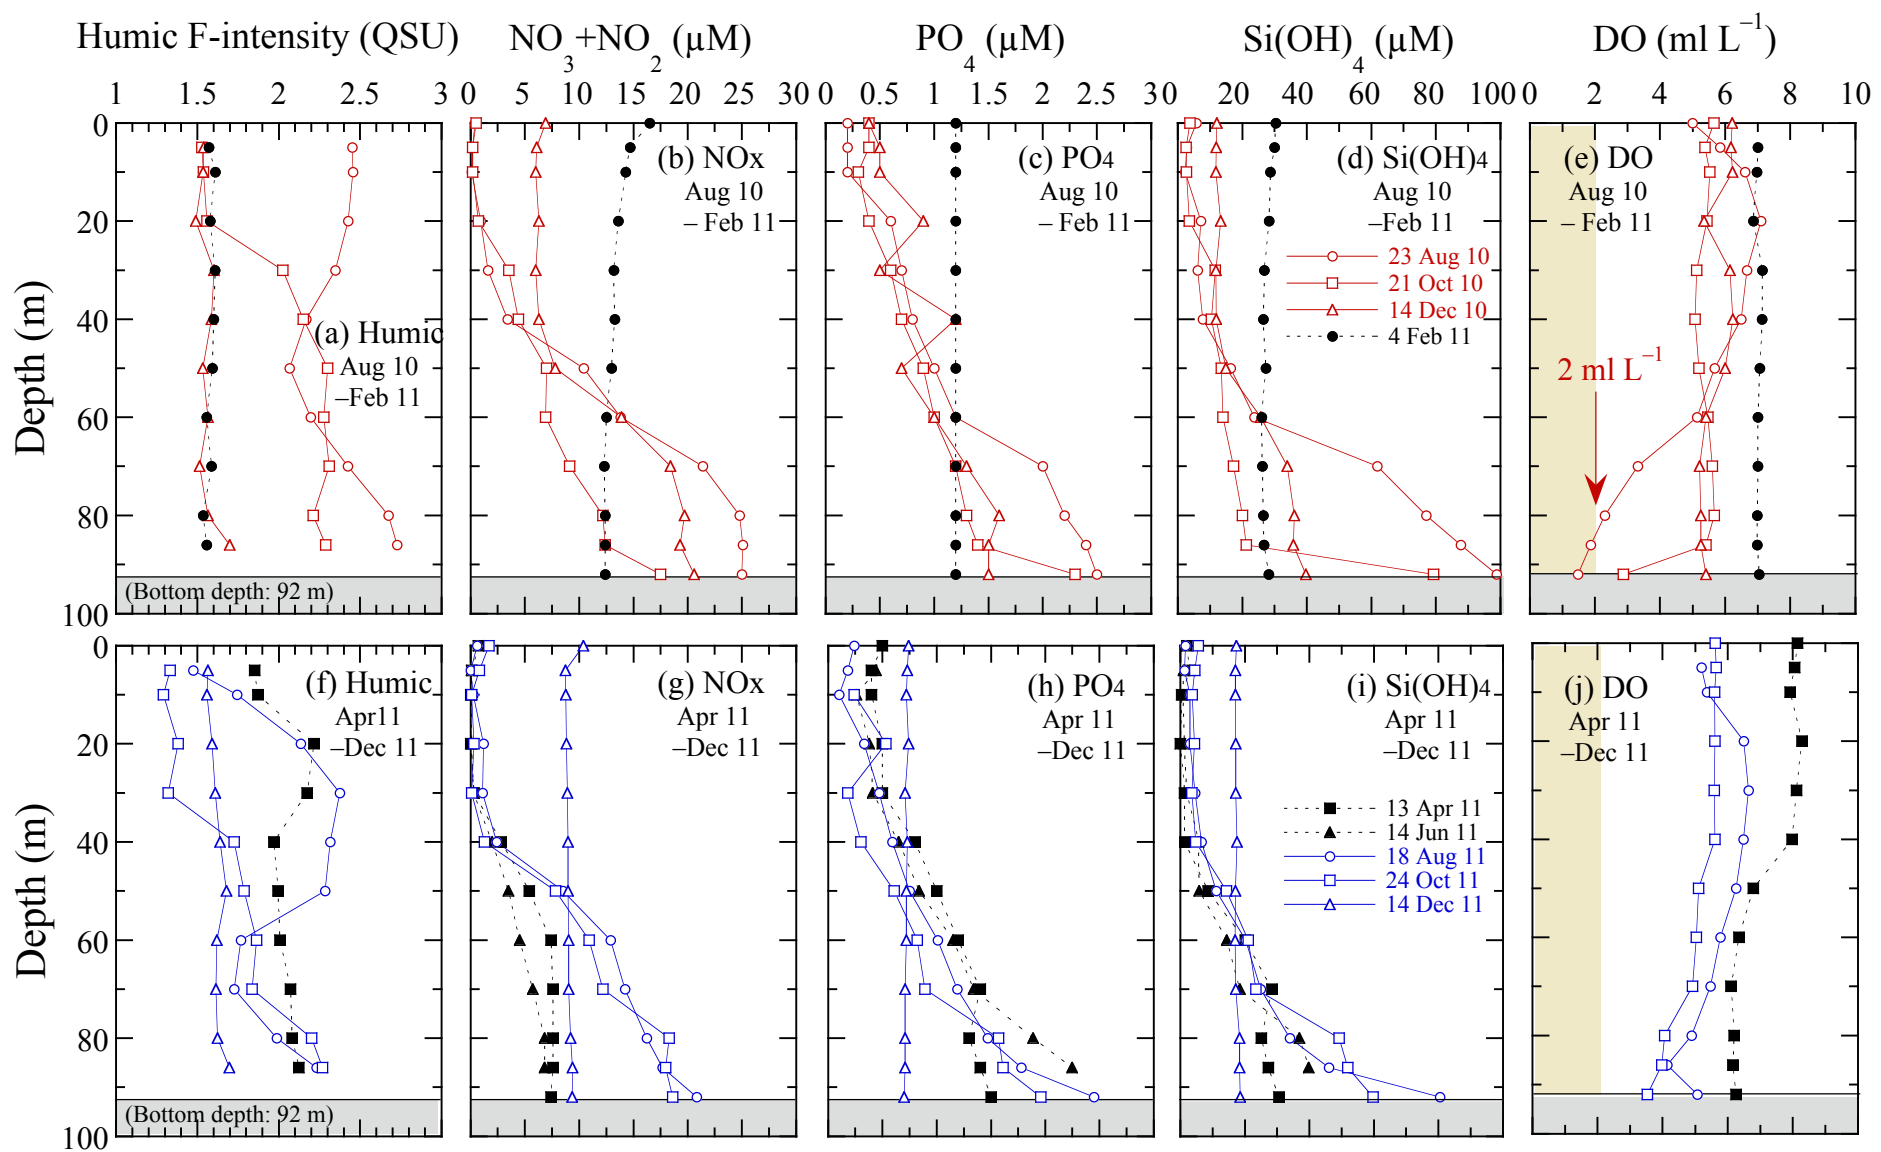 Humic F-intensity (QSU)
NO3+NO2 (µM)
PO4 (µM)
Si(OH)4 (µM)
DO (ml L−1)
1 1.5 2 2.5 3
0 5 10 15 20 25 30
0 0.5 1 1.5 2 2.5 3
0 20 40 60 80 100
0 2 4 6 8 10
Depth (m)
0
20
40
60
80
100
(a) Humic
Aug 10
–Feb 11
(Bottom depth: 92 m)
(b) NOx
Aug 10
– Feb 11
(c) PO4
Aug 10
– Feb 11
(d) Si(OH)4
Aug 10
–Feb 11
23 Aug 10
21 Oct 10
14 Dec 10
4 Feb 11
(e) DO
Aug 10
– Feb 11
2 ml L−1
Depth (m)
0
20
40
60
80
100
(f) Humic
Apr11
–Dec 11
(Bottom depth: 92 m)
(g) NOx
Apr 11
–Dec 11
(h) PO4
Apr 11
–Dec 11
(i) Si(OH)4
Apr 11
–Dec 11
13 Apr 11
14 Jun 11
18 Aug 11
24 Oct 11
14 Dec 11
(j) DO
Apr 11
–Dec 11